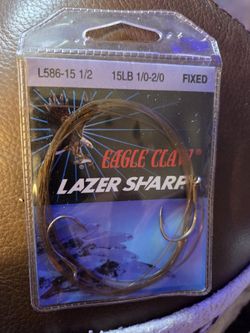 L586-15 1/2 15LB 1/0-2/0 FIXED
EAGLE CLAW®
LAZER SHARP